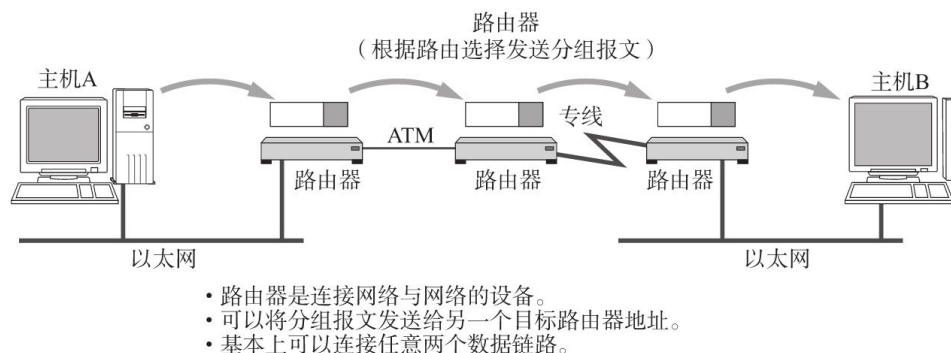 路由器
（根据路由选择发送分组报文）
主机A
主机B
ATM
专线
路由器
路由器
路由器
以太网
以太网
·路由器是连接网络与网络的设备。
·可以将分组报文发送给另一个目标路由器地址。
·基本上可以连接任意两个数据链路。